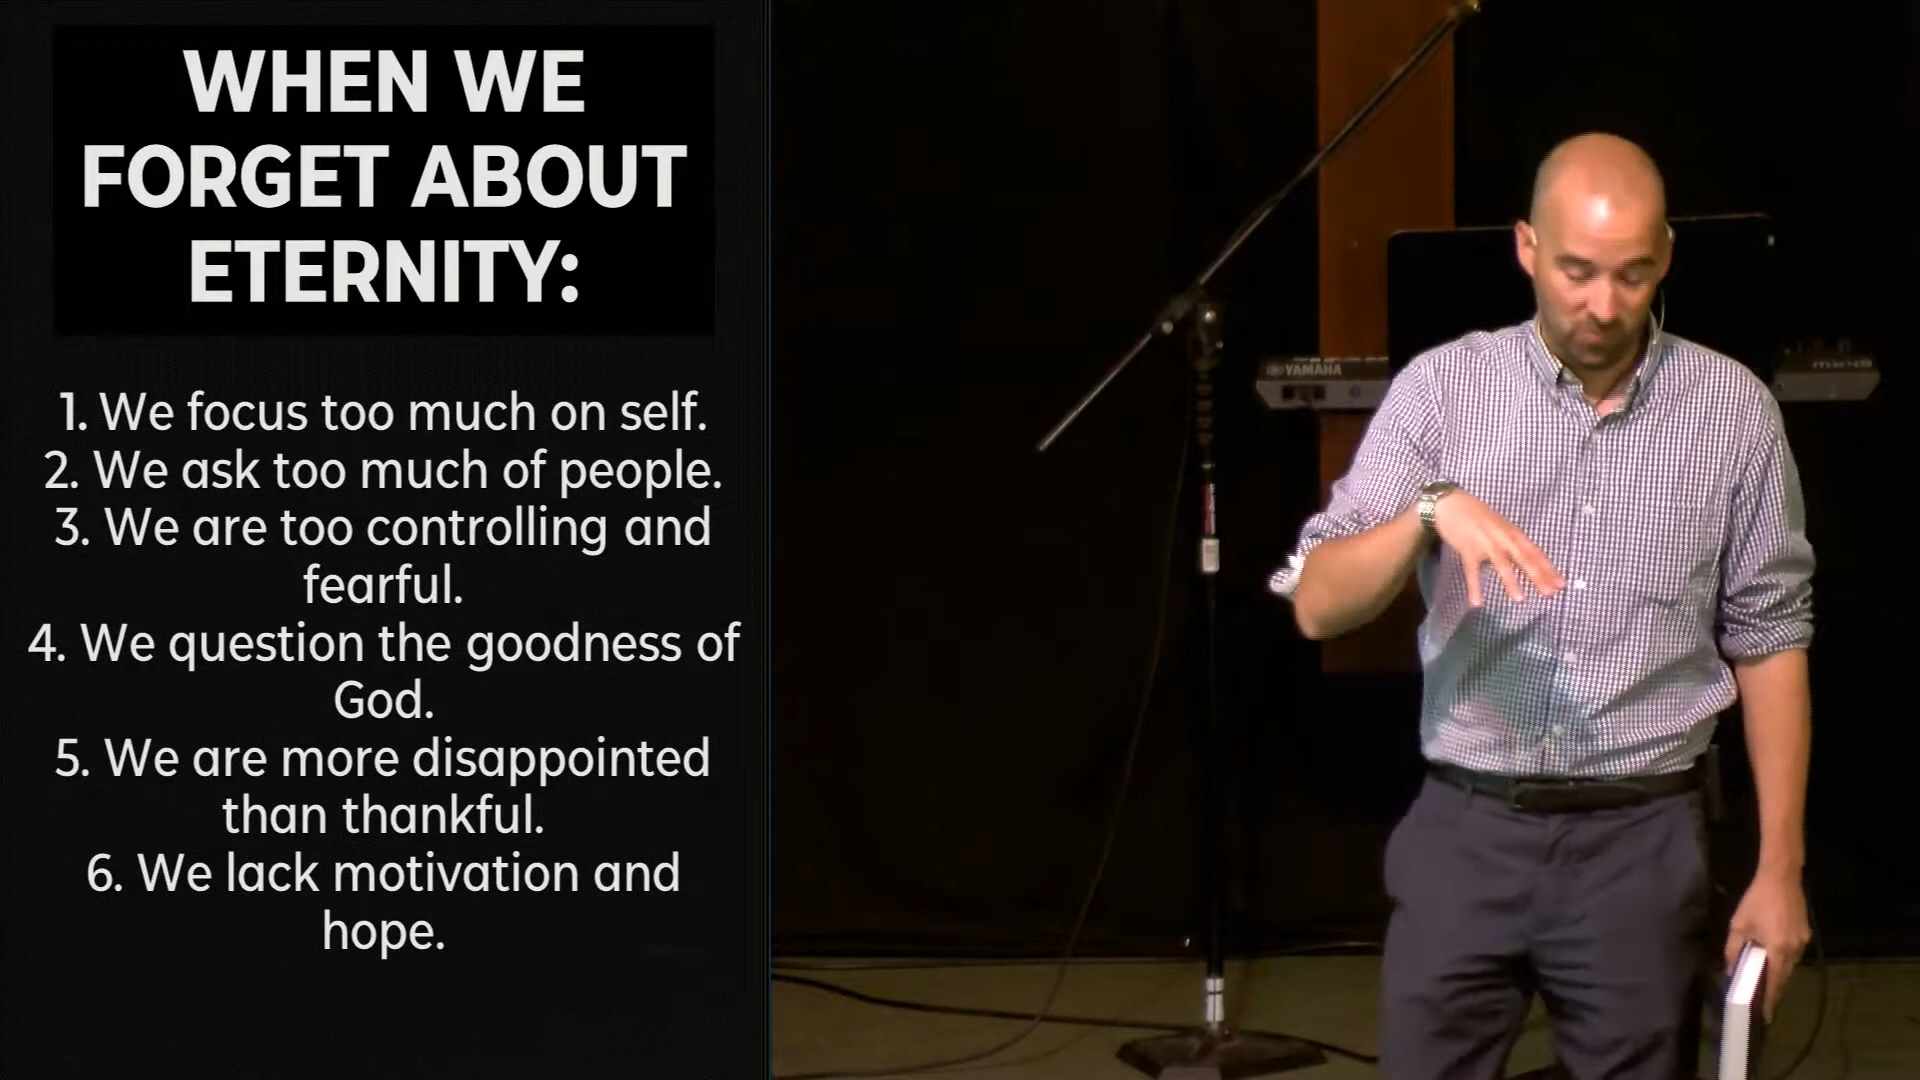 WHEN WE
FORGET ABOUT
ETERNITY:
1. We focus too much on self.
2. We ask too much of people.
3. We are too controlling and
fearful.
4. We question the goodness of
God.
5. We are more disappointed
than thankful.
6. We lack motivation and
hope.
YAMAHA
MX49